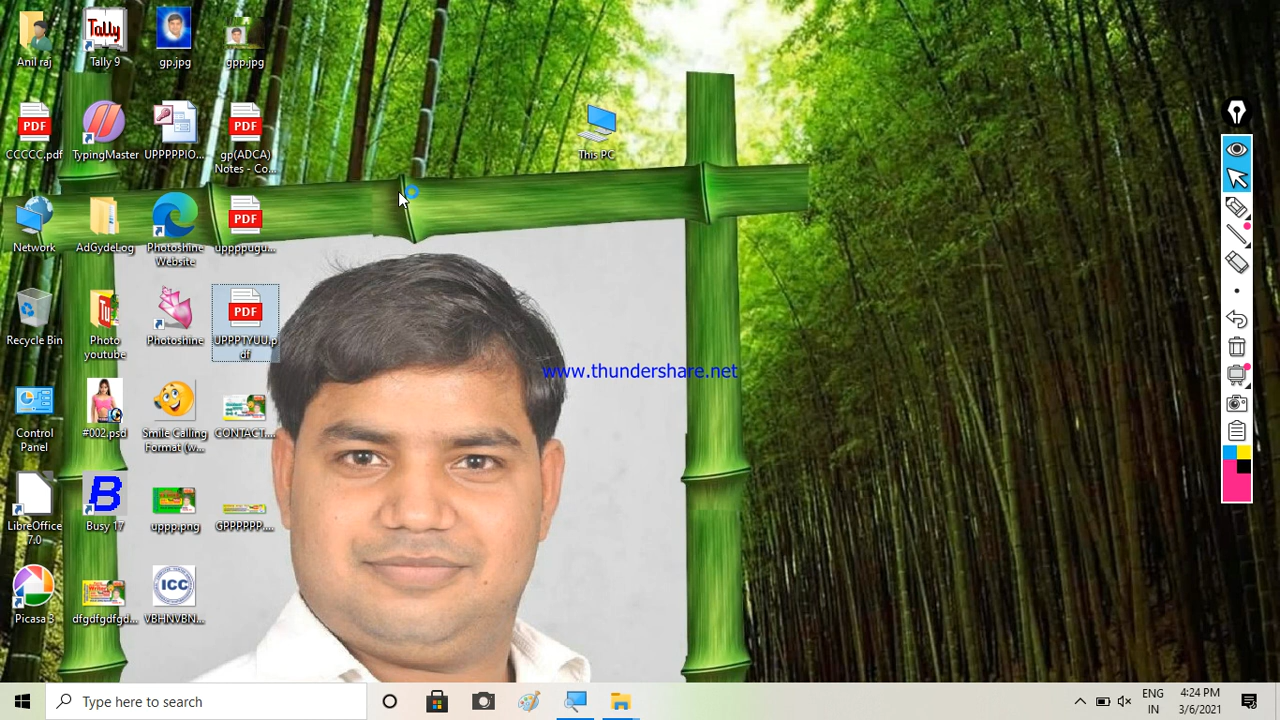 Anil raj
Tally
Tally 9
gp.jpg
gpp.jpg
This PC
PDF
CCCCC.pdf
TypingMaster
UPPPPPIO...
PDF
gp(ADCA)
Notes - Co...
Network
AdGydeLog
Photoshine
Website
PDF
uppppugu...
Recycle Bin
Photo
youtube
Photoshine
PDF
UPPPTYUU.p
df
www.thundershare.net
Control
Panel
#002.psd
Smile Calling
Format (w...
CONTACT....
LibreOffice
7.0
B
Busy 17
uppp.png
GPPPPPP....
Picasa 3
dfgdfgdfgd...
ICC
VBHNVBN...
Type here to search
ENG
IN
4:24 PM
3/6/2021